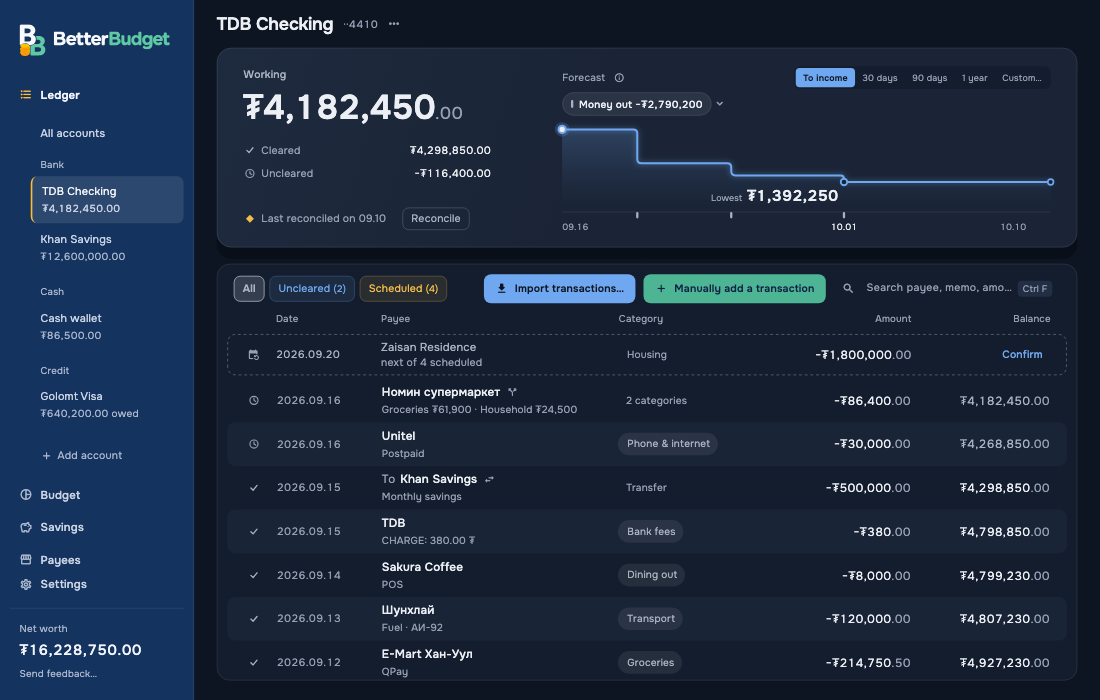 BetterBudget
Ledger
All accounts
Bank
TDB Checking
₮4,182,450.00
Khan Savings
₮12,600,000.00
Cash
Cash wallet
₮86,500.00
Credit
Golomt Visa
₮640,200.00 owed
+ Add account
Budget
Savings
Payees
Settings
Net worth
₮16,228,750.00
Send feedback...
TDB Checking ··4410 ···
Working
₮4,182,450.00
Cleared ₮4,298,850.00
Uncleared -₮116,400.00
Last reconciled on 09.10 Reconcile
Forecast To income 30 days 90 days 1 year Custom...
Money out -₮2,790,200
Lowest ₮1,392,250
09.16 10.01 10.10
All Uncleared (2) Scheduled (4) Import transactions... + Manually add a transaction Search payee, memo, amo... Ctrl F
Date Payee Category Amount Balance
2026.09.20 Zaisan Residence Housing -₮1,800,000.00 Confirm
next of 4 scheduled
2026.09.16 Номин супермаркет 2 categories -₮86,400.00 ₮4,182,450.00
Groceries ₮61,900 · Household ₮24,500
2026.09.16 Unitel Phone & internet -₮30,000.00 ₮4,268,850.00
Postpaid
2026.09.15 To Khan Savings Transfer -₮500,000.00 ₮4,298,850.00
Monthly savings
2026.09.15 TDB Bank fees -₮380.00 ₮4,798,850.00
CHARGE: 380.00 ₮
2026.09.14 Sakura Coffee Dining out -₮8,000.00 ₮4,799,230.00
POS
2026.09.13 Шунхлай Transport -₮120,000.00 ₮4,807,230.00
Fuel · АИ-92
2026.09.12 E-Mart Хан-Уул Groceries -₮214,750.50 ₮4,927,230.00
QPay